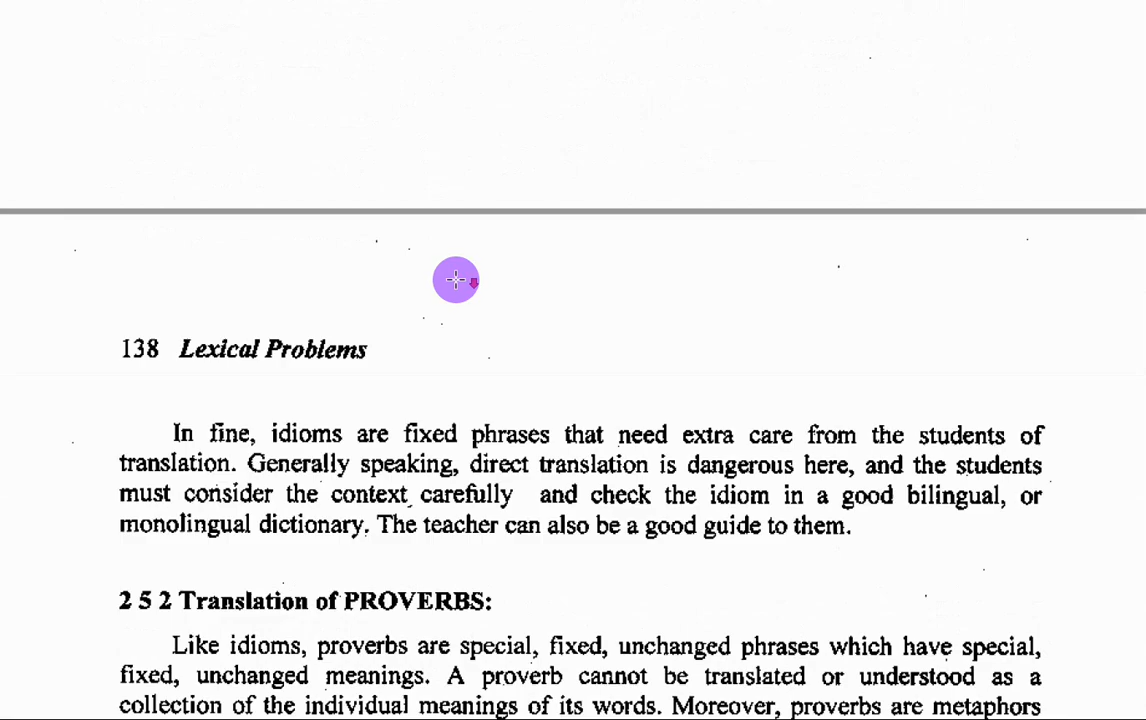 138 Lexical Problems
In fine, idioms are fixed phrases that need extra care from the students of
translation. Generally speaking, direct translation is dangerous here, and the students
must consider the context carefully and check the idiom in a good bilingual, or
monolingual dictionary. The teacher can also be a good guide to them.
2 5 2 Translation of PROVERBS:
Like idioms, proverbs are special, fixed, unchanged phrases which have special,
fixed, unchanged meanings. A proverb cannot be translated or understood as a
collection of the individual meanings of its words. Moreover, proverbs are metaphors